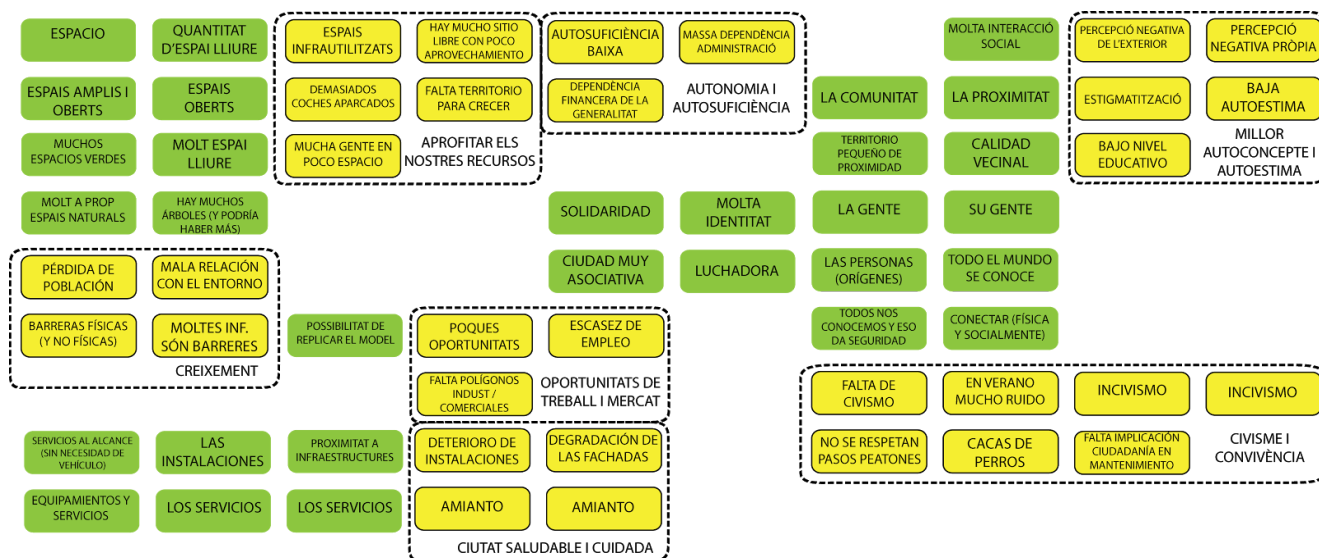 ESPACIO
QUANTITAT
D'ESPAI LLIURE
ESPAIS AMPLIS I
OBERTS
ESPAIS
OBERTS
MUCHOS
ESPACIOS VERDES
MOLT ESPAI
LLIURE
MOLT A PROP
ESPAIS NATURALS
HAY MUCHOS
ÁRBOLES (Y PODRÍA
HABER MÁS)
ESPAIS
INFRAUTILITZATS
HAY MUCHO SITIO
LIBRE CON POCO
APROVECHAMIENTO
DEMASIADOS
COCHES APARCADOS
FALTA TERRITORIO
PARA CRECER
MUCHA GENTE EN
POCO ESPACIO
APROFITAR ELS
NOSTRES RECURSOS
AUTOSUFICIÈNCIA
BAIXA
MASSA DEPENDÈNCIA
ADMINISTRACIÓ
DEPENDÈNCIA
FINANCERA DE LA
GENERALITAT
AUTONOMIA I
AUTOSUFICIÈNCIA
MOLTA INTERACCIÓ
SOCIAL
LA COMUNITAT
LA PROXIMITAT
TERRITORIO
PEQUEÑO DE
PROXIMIDAD
CALIDAD
VECINAL
SOLIDARIDAD
MOLTA
IDENTITAT
LA GENTE
SU GENTE
CIUDAD MUY
ASOCIATIVA
LUCHADORA
LAS PERSONAS
(ORÍGENES)
TODO EL MUNDO
SE CONOCE
TODOS NOS
CONOCEMOS Y ESO
DA SEGURIDAD
CONECTAR (FÍSICA
Y SOCIALMENTE)
PERCEPCIÓ NEGATIVA
DE L'EXTERIOR
PERCEPCIÓ
NEGATIVA PRÒPIA
ESTIGMATITZACIÓ
BAJA
AUTOESTIMA
BAJO NIVEL
EDUCATIVO
MILLOR
AUTOCONCEPTE I
AUTOESTIMA
PÉRDIDA DE
POBLACIÓN
MALA RELACIÓN
CON EL ENTORNO
BARRERAS FÍSICAS
(Y NO FÍSICAS)
MOLTES INF.
SÓN BARRERES
CREIXEMENT
POSSIBILITAT DE
REPLICAR EL MODEL
POQUES
OPORTUNITATS
ESCASEZ DE
EMPLEO
FALTA POLÍGONOS
INDUST /
COMERCIALES
OPORTUNITATS DE
TREBALL I MERCAT
FALTA DE
CIVISMO
EN VERANO
MUCHO RUIDO
INCIVISMO
INCIVISMO
NO SE RESPETAN
PASOS PEATONES
CACAS DE
PERROS
FALTA IMPLICACIÓN
CIUDADANÍA EN
MANTENIMIENTO
CIVISME I
CONVIVÈNCIA
SERVICIOS AL ALCANCE
(SIN NECESIDAD DE
VEHÍCULO)
LAS
INSTALACIONES
PROXIMITAT A
INFRAESTRUCTURES
EQUIPAMIENTOS Y
SERVICIOS
LOS SERVICIOS
LOS SERVICIOS
DETERIORO DE
INSTALACIONES
DEGRADACIÓN DE
LAS FACHADAS
AMIANTO
AMIANTO
CIUTAT SALUDABLE I CUIDADA